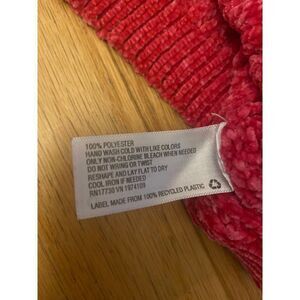 100% POLYESTER
HAND WASH COLD WITH LIKE COLORS
ONLY NON-CHLORINE BLEACH WHEN NEEDED
DO NOT WRING OR TWIST
RESHAPE AND LAY FLAT TO DRY
COOL IRON IF NEEDED
RN17730 VN 1974109
LABEL MADE FROM 100% RECYCLED PLASTIC